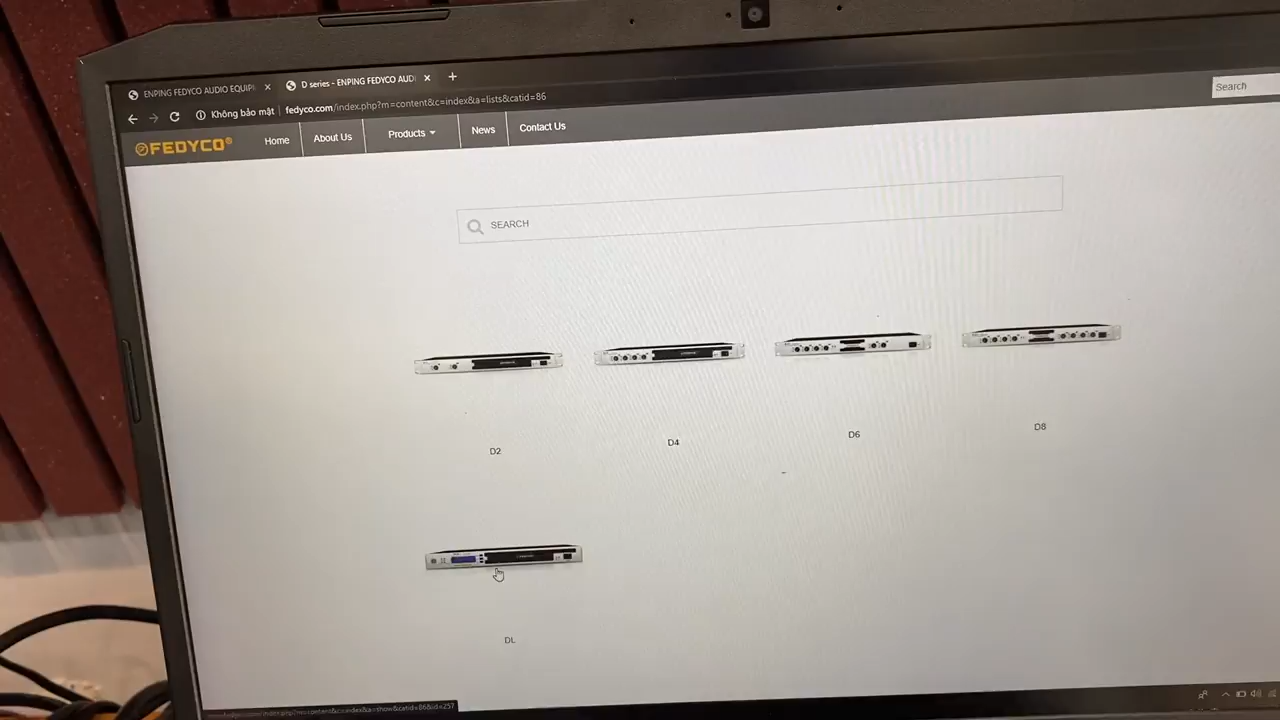 ENPING FEDYCO AUDIO EQUIP
D series - ENPING FEDYCO AUDI
Không bảo mật
fedyco.com/index.php?m=content&c=index&a=lists&catid=86
Search
FEDYCO®
Home
About Us
Products
News
Contact Us
SEARCH
D2
D4
D6
D8
DL